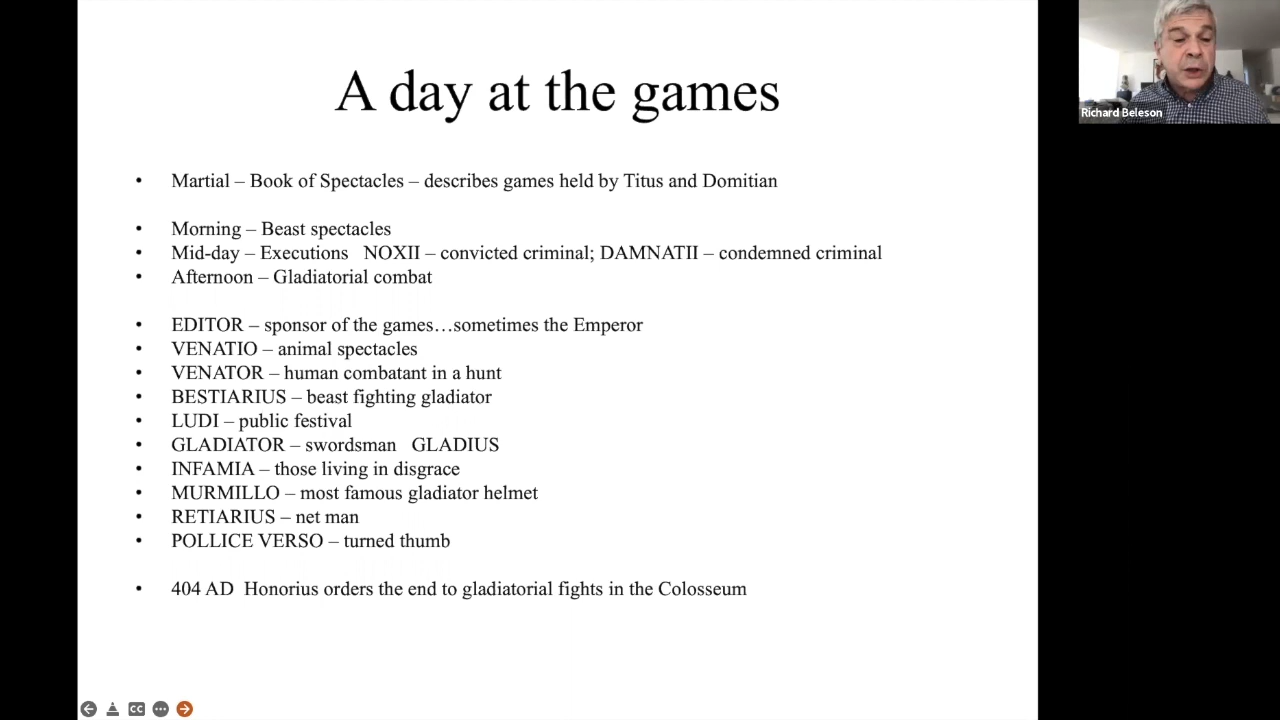 A day at the games
Richard Beleson
• Martial – Book of Spectacles – describes games held by Titus and Domitian
• Morning – Beast spectacles
• Mid-day – Executions   NOXII – convicted criminal; DAMNATII – condemned criminal
• Afternoon – Gladiatorial combat
• EDITOR – sponsor of the games…sometimes the Emperor
• VENATIO – animal spectacles
• VENATOR – human combatant in a hunt
• BESTIARIUS – beast fighting gladiator
• LUDI – public festival
• GLADIATOR – swordsman   GLADIUS
• INFAMIA – those living in disgrace
• MURMILLO – most famous gladiator helmet
• RETIARIUS – net man
• POLLICE VERSO – turned thumb
• 404 AD  Honorius orders the end to gladiatorial fights in the Colosseum
CC